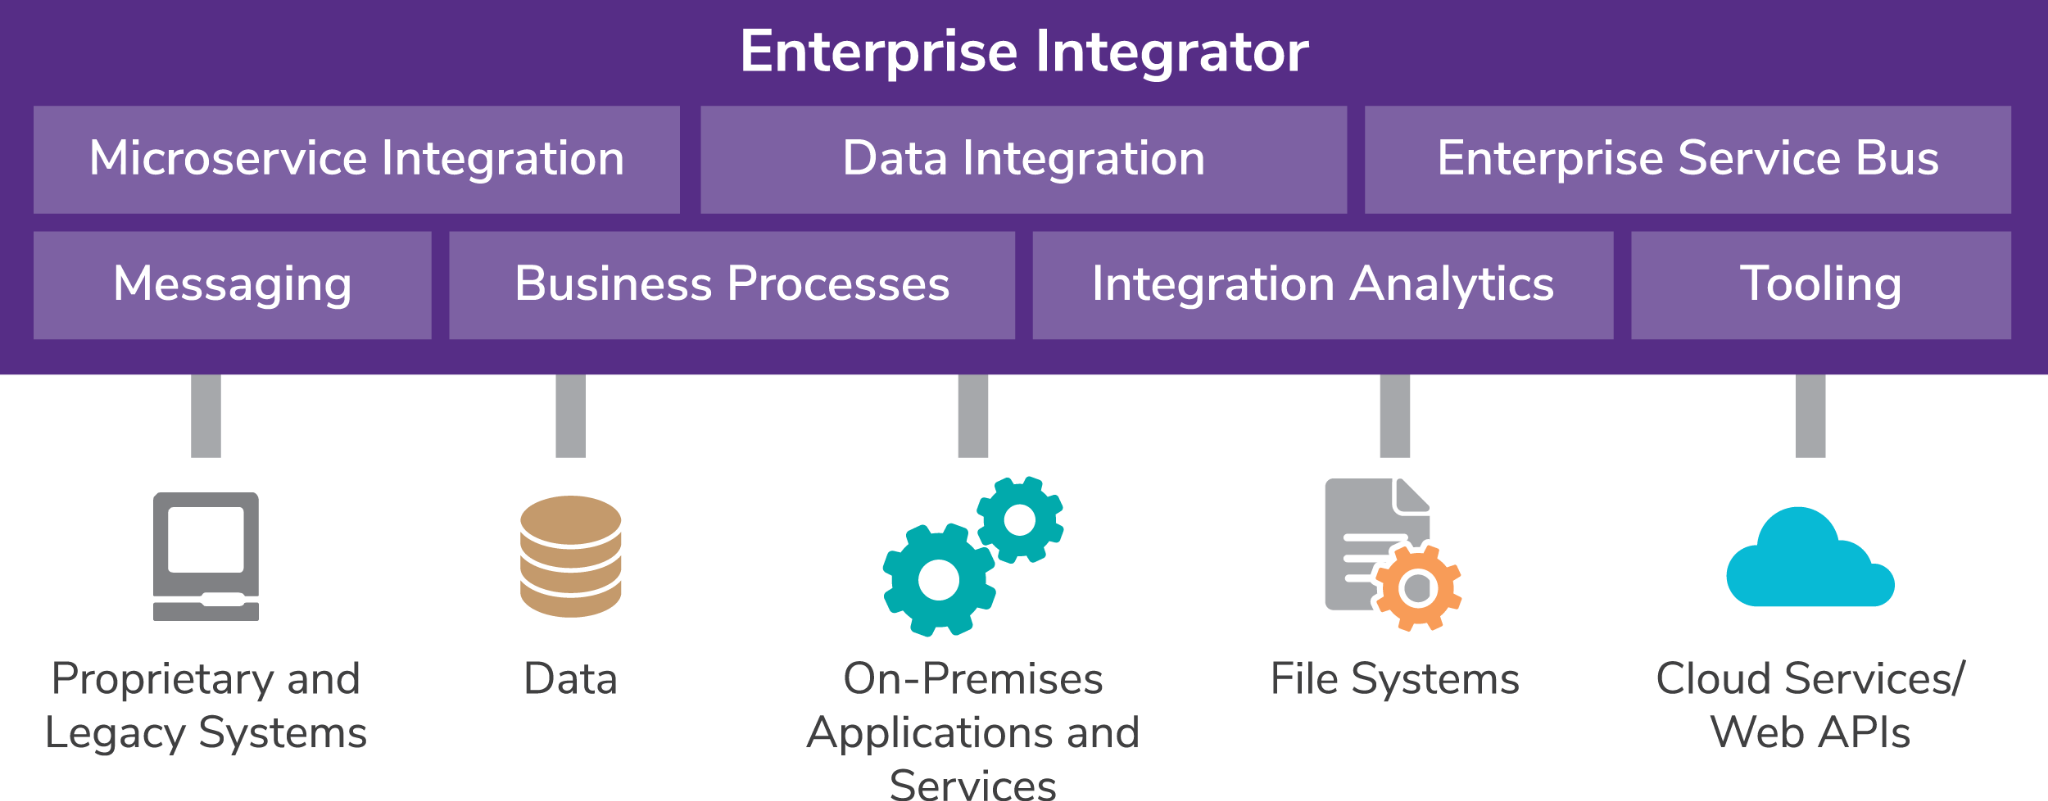 Enterprise Integrator
Microservice Integration
Data Integration
Enterprise Service Bus
Messaging
Business Processes
Integration Analytics
Tooling
Proprietary and
Legacy Systems
Data
On-Premises
Applications and
Services
File Systems
Cloud Services/
Web APIs